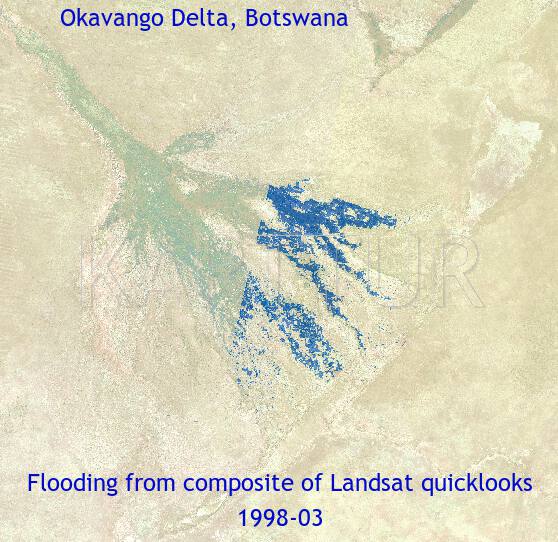 Okavango Delta, Botswana
Flooding from composite of Landsat quicklooks
1998-03